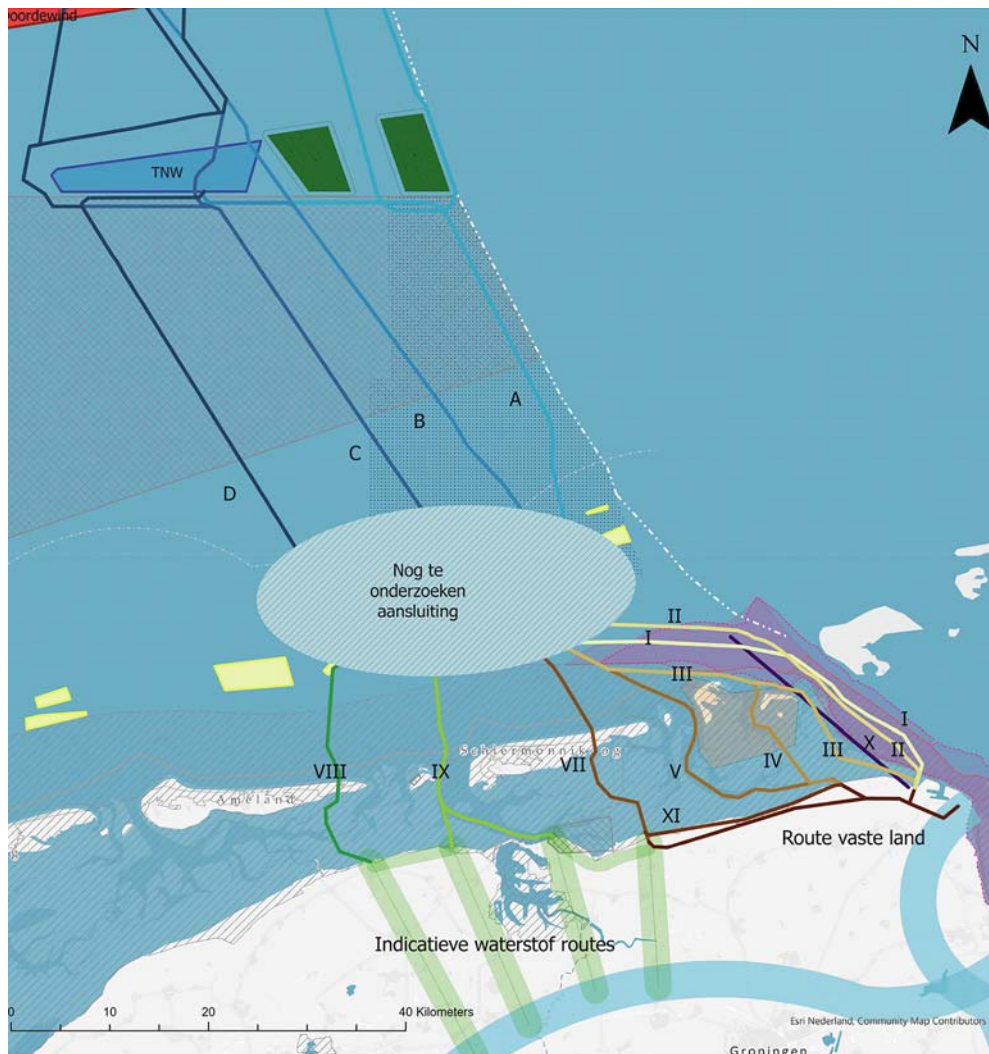 oordewind
N
TNW
A
B
C
D
Nog te
onderzoeken
aansluiting
II
I
III
I
Schiermonnikoog
VIII
IX
VII
V
IV
III
X
II
Ameland
XI
Route vaste land
Indicatieve waterstof routes
0
10
20
40 Kilometers
Esri Nederland, Community Map Contributors
Groningen